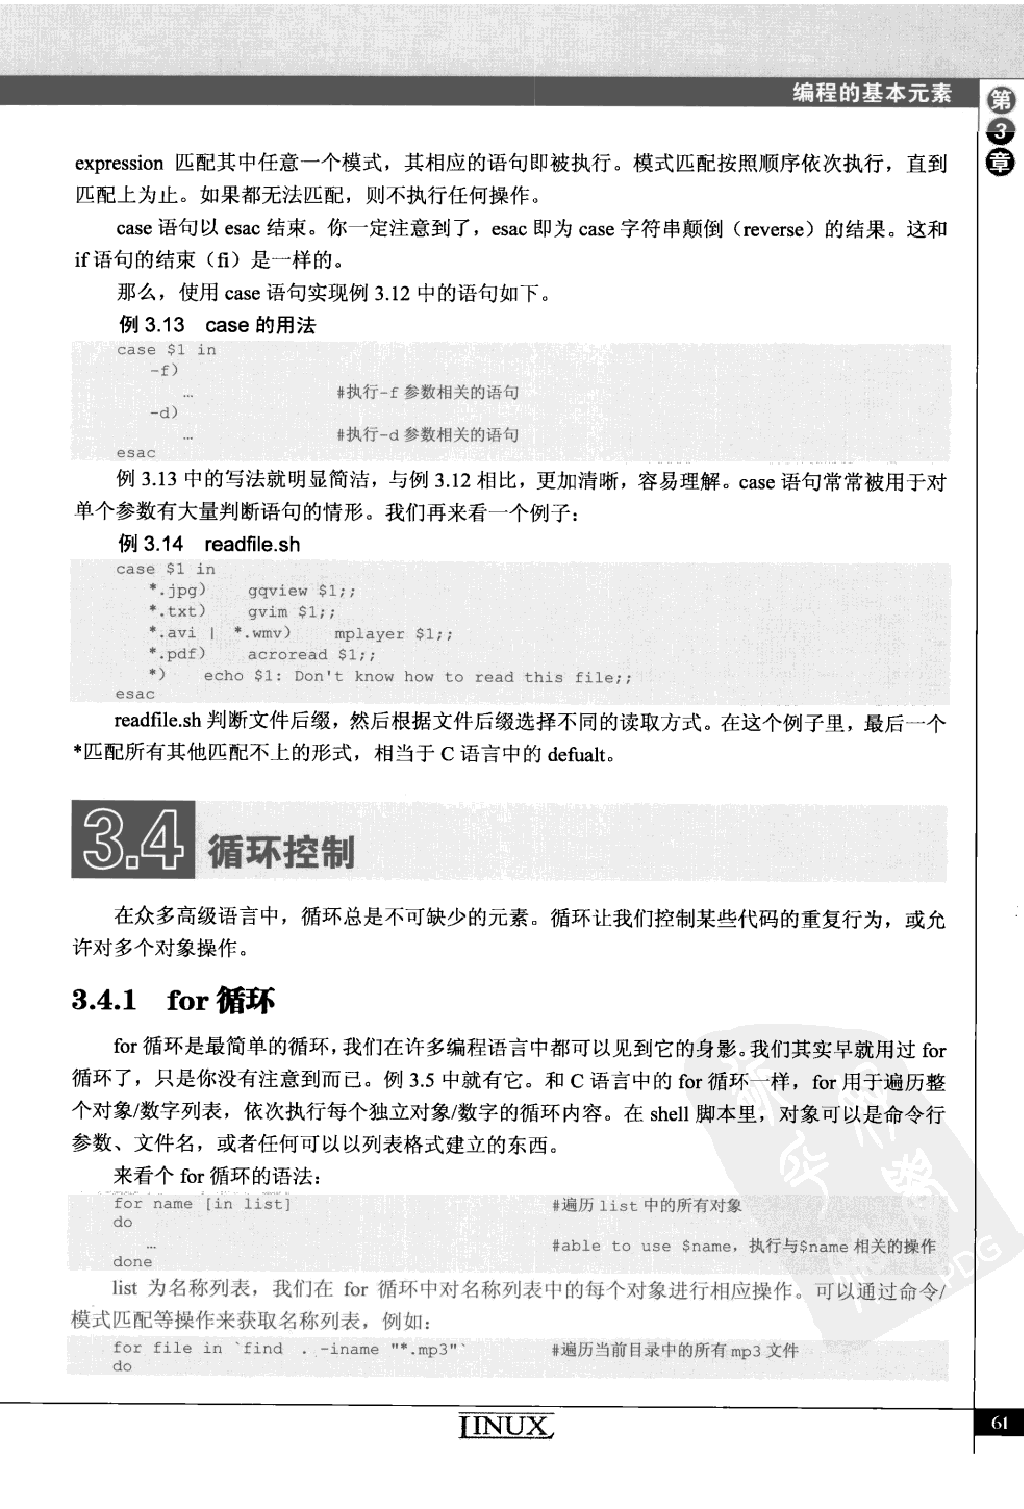 编程的基本元素
第
3
章
expression 匹配其中任意一个模式，其相应的语句即被执行。模式匹配按照顺序依次执行，直到
匹配上为止。如果都无法匹配，则不执行任何操作。
case 语句以 esac 结束。你一定注意到了，esac 即为 case 字符串颠倒（reverse）的结果。这和
if 语句的结束（fi）是一样的。
那么，使用 case 语句实现例 3.12 中的语句如下。
例 3.13 case 的用法
case $1 in
-f)
… #执行-f 参数相关的语句
-d)
… #执行-d 参数相关的语句
esac
例 3.13 中的写法就明显简洁，与例 3.12 相比，更加清晰，容易理解。case 语句常常被用于对
单个参数有大量判断语句的情形。我们再来看一个例子：
例 3.14 readfile.sh
case $1 in
*.jpg) gqview $1;;
*.txt) gvim $1;;
*.avi | *.wmv) mplayer $1;;
*.pdf) acroread $1;;
*) echo $1: Don't know how to read this file;;
esac
readfile.sh 判断文件后缀，然后根据文件后缀选择不同的读取方式。在这个例子里，最后一个
*匹配所有其他匹配不上的形式，相当于 C 语言中的 defualt。
3.4 循环控制
在众多高级语言中，循环总是不可缺少的元素。循环让我们控制某些代码的重复行为，或允
许对多个对象操作。
3.4.1 for 循环
for 循环是最简单的循环，我们在许多编程语言中都可以见到它的身影。我们其实早就用过 for
循环了，只是你没有注意到而已。例 3.5 中就有它。和 C 语言中的 for 循环一样，for 用于遍历整
个对象/数字列表，依次执行每个独立对象/数字的循环内容。在 shell 脚本里，对象可以是命令行
参数、文件名，或者任何可以以列表格式建立的东西。
来看个 for 循环的语法：
for name [in list] #遍历 list 中的所有对象
do
… #able to use $name，执行与$name 相关的操作
done
list 为名称列表，我们在 for 循环中对名称列表中的每个对象进行相应操作。可以通过命令/
模式匹配等操作来获取名称列表，例如：
for file in `find . -iname "*.mp3"` #遍历当前目录中的所有 mp3 文件
do
PDG
LINUX
61